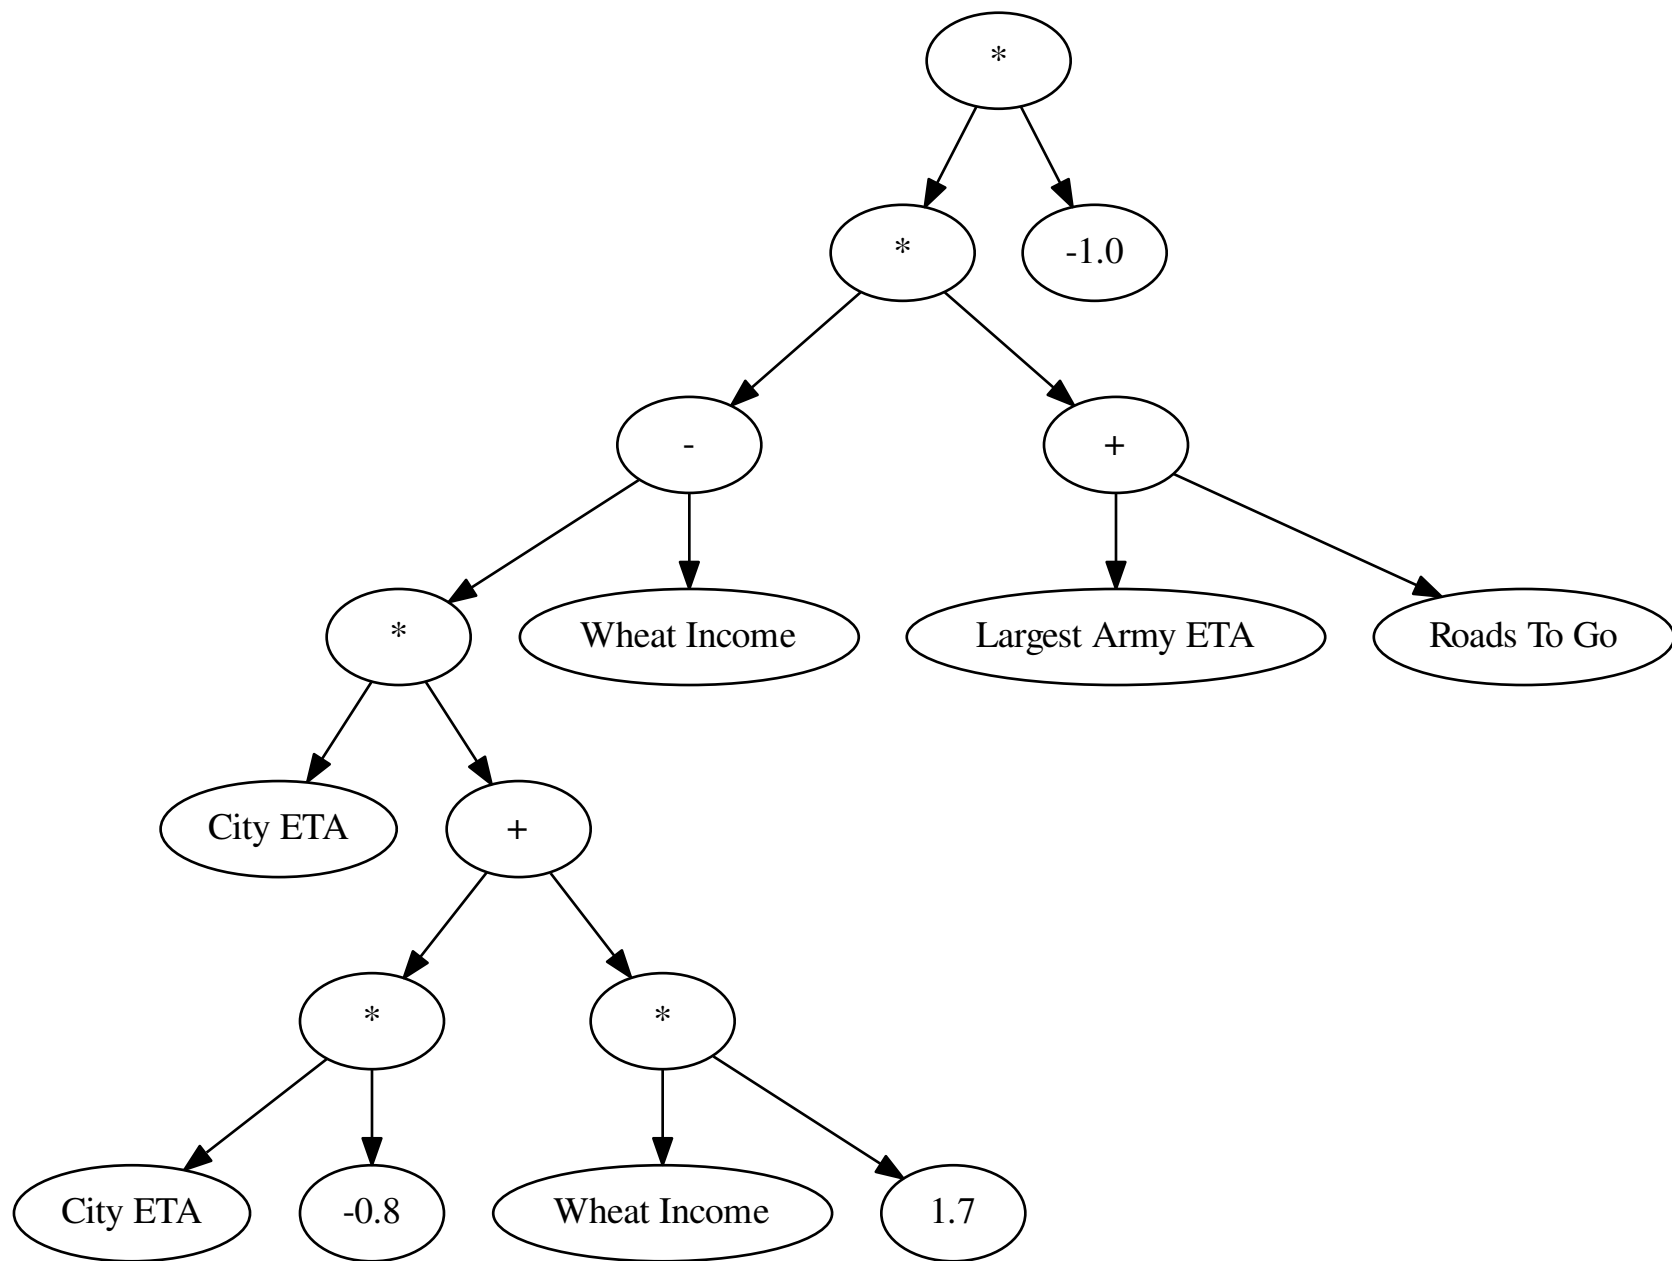 *
*
-1.0
-
+
*
Wheat Income
Largest Army ETA
Roads To Go
City ETA
+
*
*
City ETA
-0.8
Wheat Income
1.7